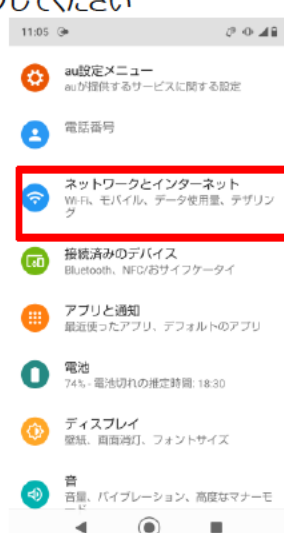 してください
11:05
au設定メニュー
auが提供するサービスに関する設定
電話番号
ネットワークとインターネット
Wi-Fi、モバイル、データ使用量、テザリン
グ
接続済みのデバイス
Bluetooth、NFC/おサイフケータイ
アプリと通知
最近使ったアプリ、デフォルトのアプリ
電池
74% - 電池切れの推定時間: 18:30
ディスプレイ
壁紙、画面消灯、フォントサイズ
音
音量、バイブレーション、高度なマナーモ
ード